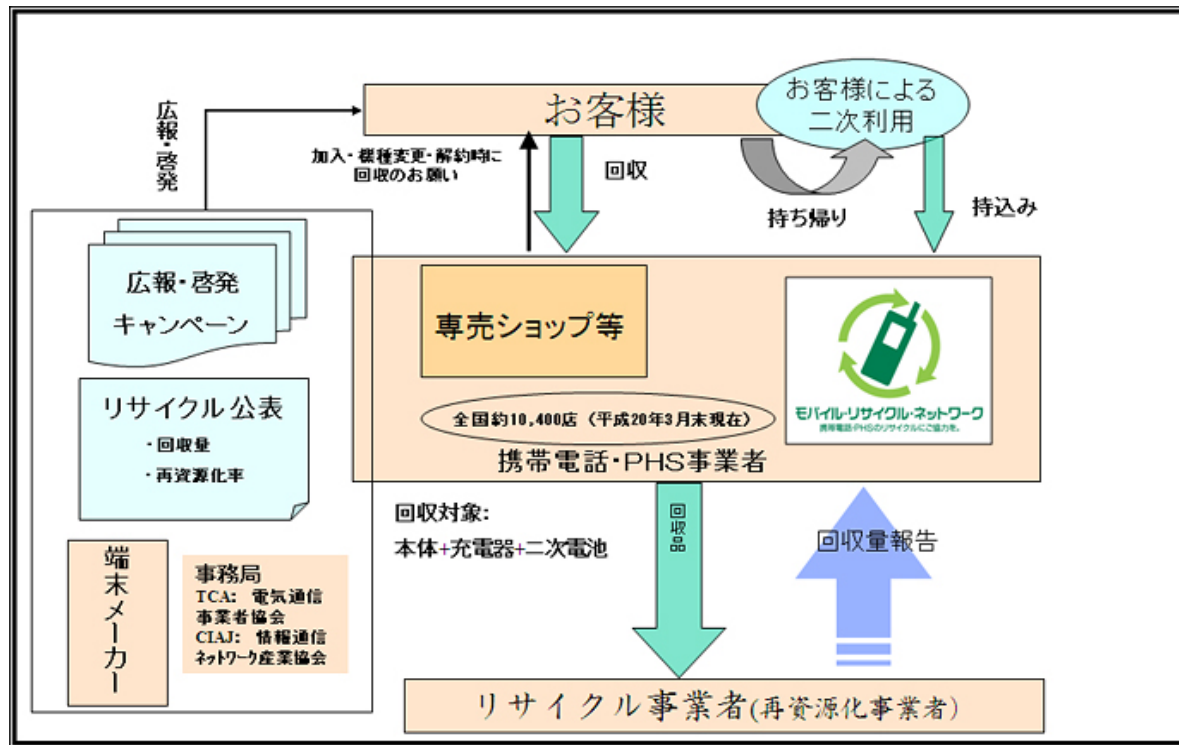 お客様
お客様による
二次利用
広報・啓発
加入・機種変更・解約時に
回収のお願い
回収
持ち帰り
持込み
広報・啓発
キャンペーン
リサイクル公表
・回収量
・再資源化率
端末メーカー
事務局
TCA: 電気通信
事業者協会
CIAJ: 情報通信
ネットワーク産業協会
専売ショップ等
全国約10,400店（平成20年3月末現在）
携帯電話・PHS事業者
モバイル・リサイクル・ネットワーク
携帯電話・PHSのリサイクルにご協力を。
回収対象:
本体+充電器+二次電池
回収品
回収量報告
リサイクル事業者(再資源化事業者)